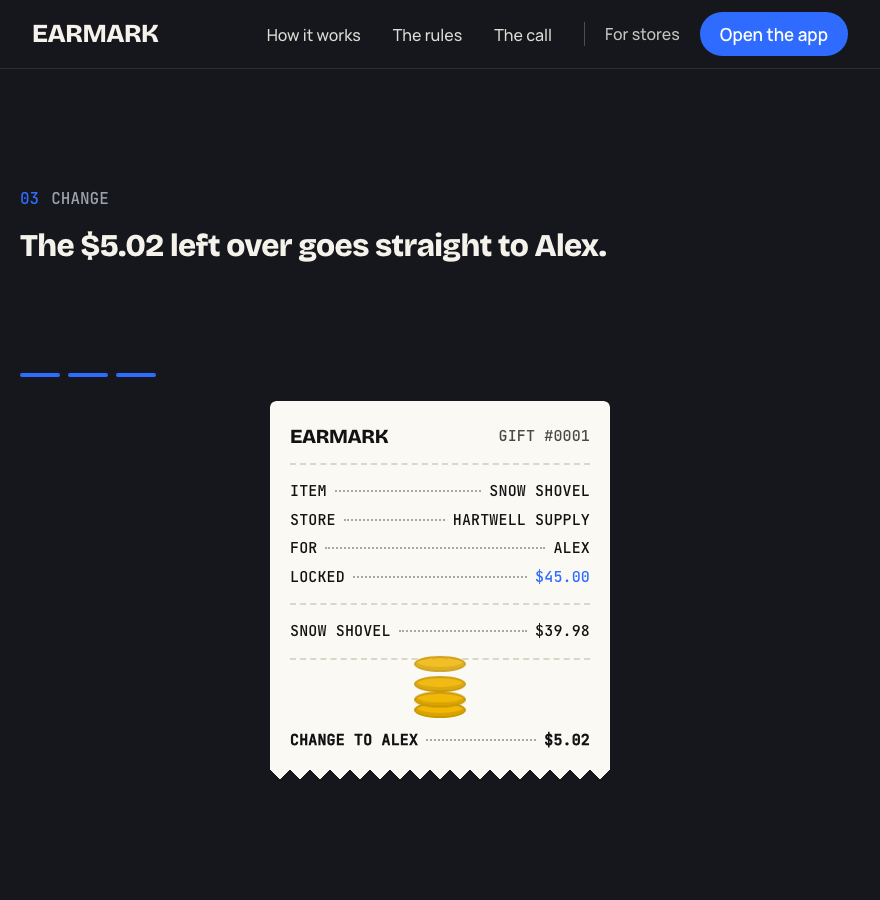 EARMARK How it works The rules The call For stores Open the app
03 CHANGE
The $5.02 left over goes straight to Alex.
EARMARK GIFT #0001
ITEM SNOW SHOVEL
STORE HARTWELL SUPPLY
FOR ALEX
LOCKED $45.00
SNOW SHOVEL $39.98
CHANGE TO ALEX $5.02